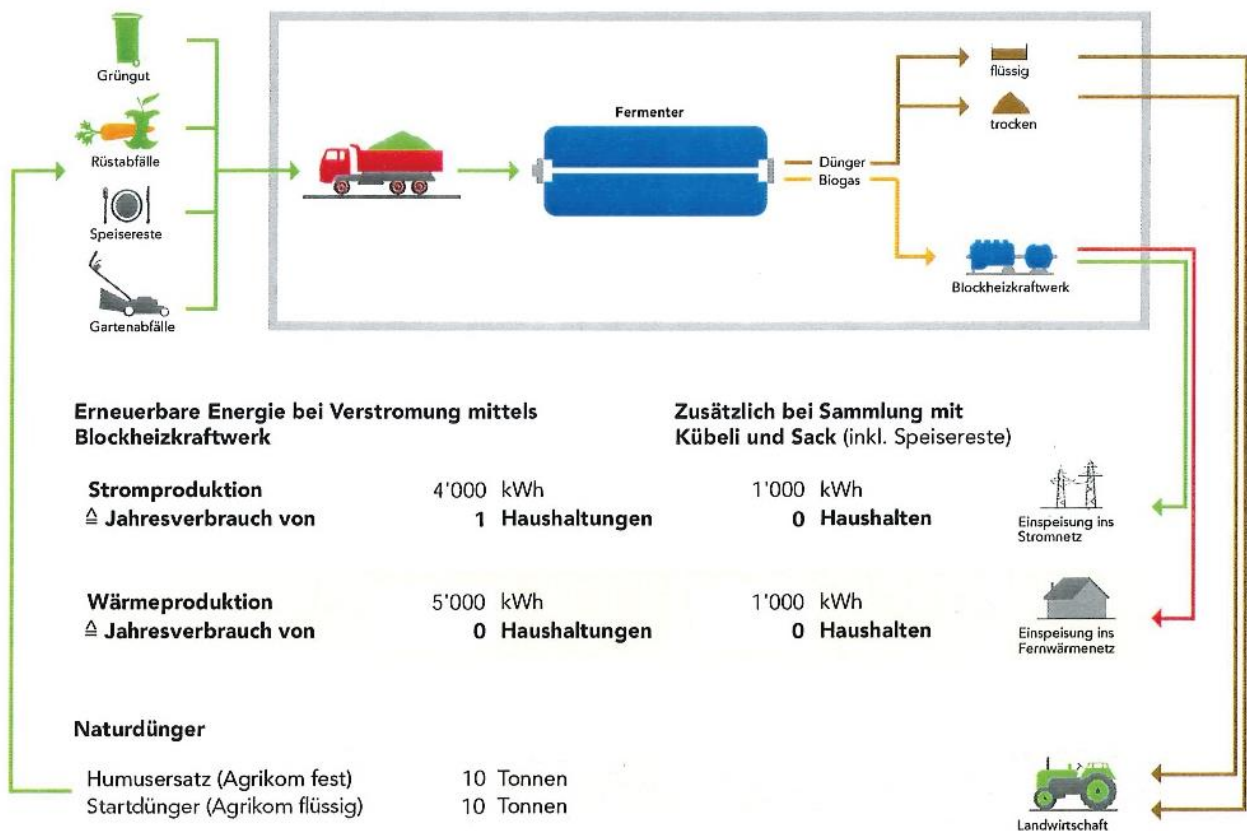 Grüngut
Rüstabfälle
Speisereste
Gartenabfälle
Fermenter
Dünger
Biogas
flüssig
trocken
Blockheizkraftwerk
Erneuerbare Energie bei Verstromung mittels
Blockheizkraftwerk
Zusätzlich bei Sammlung mit
Kübeli und Sack (inkl. Speisereste)
Stromproduktion 4'000 kWh 1'000 kWh
≙ Jahresverbrauch von 1 Haushaltungen 0 Haushalten
Einspeisung ins
Stromnetz
Wärmeproduktion 5'000 kWh 1'000 kWh
≙ Jahresverbrauch von 0 Haushaltungen 0 Haushalten
Einspeisung ins
Fernwärmenetz
Naturdünger
Humusersatz (Agrikom fest) 10 Tonnen
Startdünger (Agrikom flüssig) 10 Tonnen
Landwirtschaft